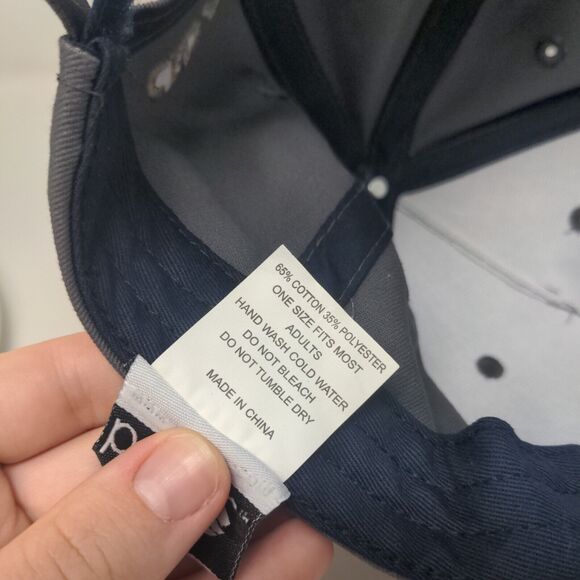 65% COTTON 35% POLYESTER
ONE SIZE FITS MOST
ADULTS
HAND WASH COLD WATER
DO NOT BLEACH
DO NOT TUMBLE DRY
MADE IN CHINA